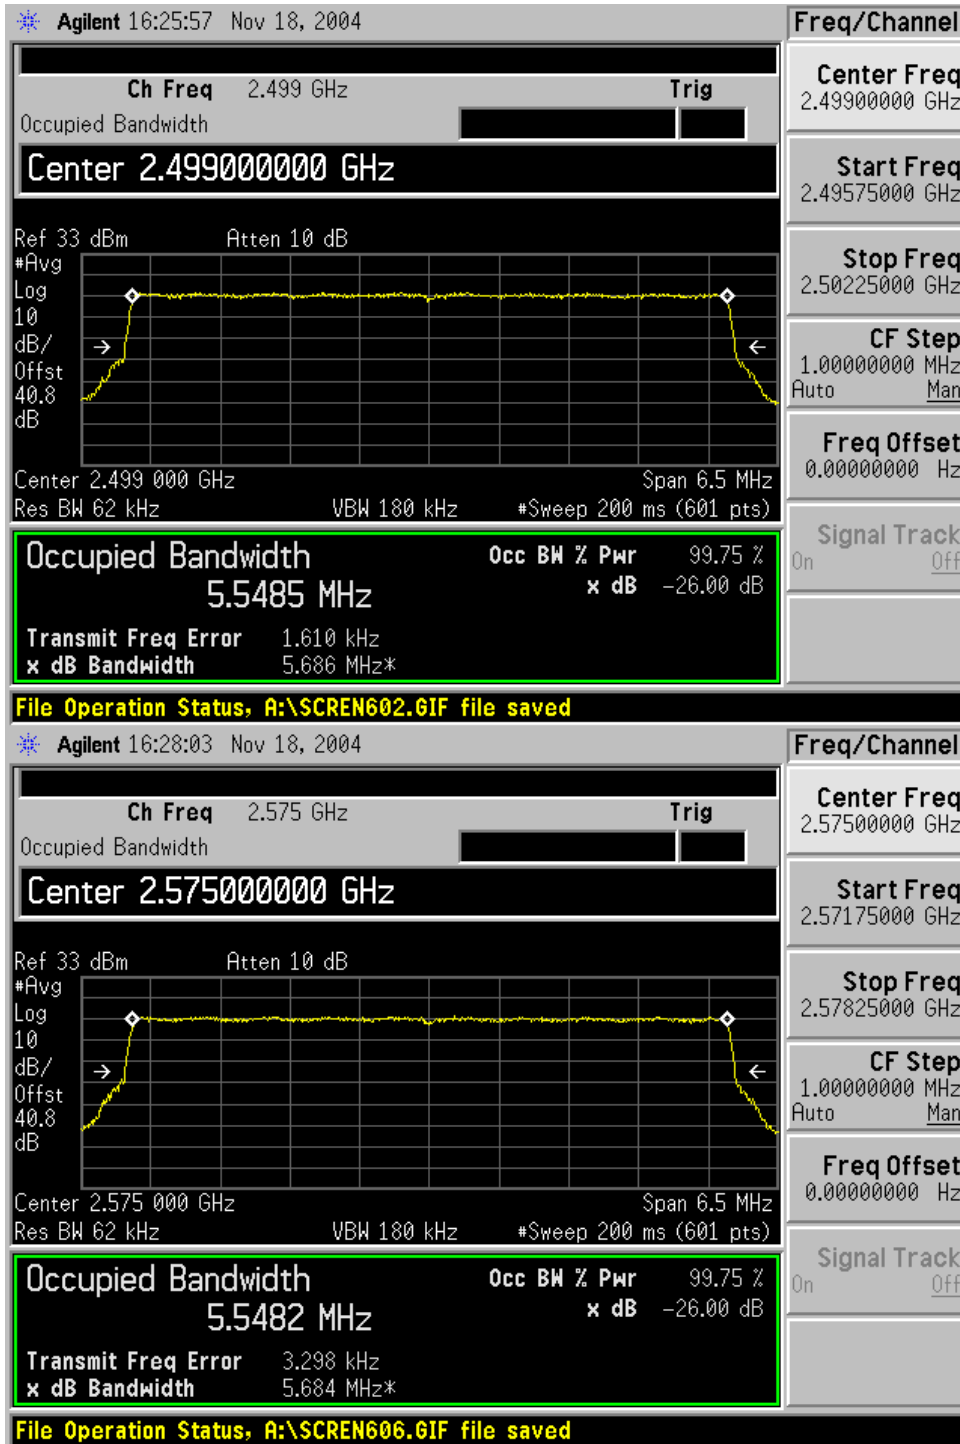 Agilent 16:25:57 Nov 18, 2004
Freq/Channel
Ch Freq 2.499 GHz Trig
Occupied Bandwidth
Center 2.499000000 GHz
Center Freq
2.49900000 GHz
Start Freq
2.49575000 GHz
Stop Freq
2.50225000 GHz
CF Step
1.00000000 MHz
Auto Man
Freq Offset
0.00000000 Hz
Signal Track
On Off
Ref 33 dBm Atten 10 dB
#Avg
Log
10
dB/
Offst
40.8
dB
Center 2.499 000 GHz Span 6.5 MHz
Res BW 62 kHz VBW 180 kHz #Sweep 200 ms (601 pts)
Occupied Bandwidth Occ BW % Pwr 99.75 %
5.5485 MHz x dB -26.00 dB
Transmit Freq Error 1.610 kHz
x dB Bandwidth 5.686 MHz*
File Operation Status, A:\SCREN602.GIF file saved
Agilent 16:28:03 Nov 18, 2004
Freq/Channel
Ch Freq 2.575 GHz Trig
Occupied Bandwidth
Center 2.575000000 GHz
Center Freq
2.57500000 GHz
Start Freq
2.57175000 GHz
Stop Freq
2.57825000 GHz
CF Step
1.00000000 MHz
Auto Man
Freq Offset
0.00000000 Hz
Signal Track
On Off
Ref 33 dBm Atten 10 dB
#Avg
Log
10
dB/
Offst
40.8
dB
Center 2.575 000 GHz Span 6.5 MHz
Res BW 62 kHz VBW 180 kHz #Sweep 200 ms (601 pts)
Occupied Bandwidth Occ BW % Pwr 99.75 %
5.5482 MHz x dB -26.00 dB
Transmit Freq Error 3.298 kHz
x dB Bandwidth 5.684 MHz*
File Operation Status, A:\SCREN606.GIF file saved